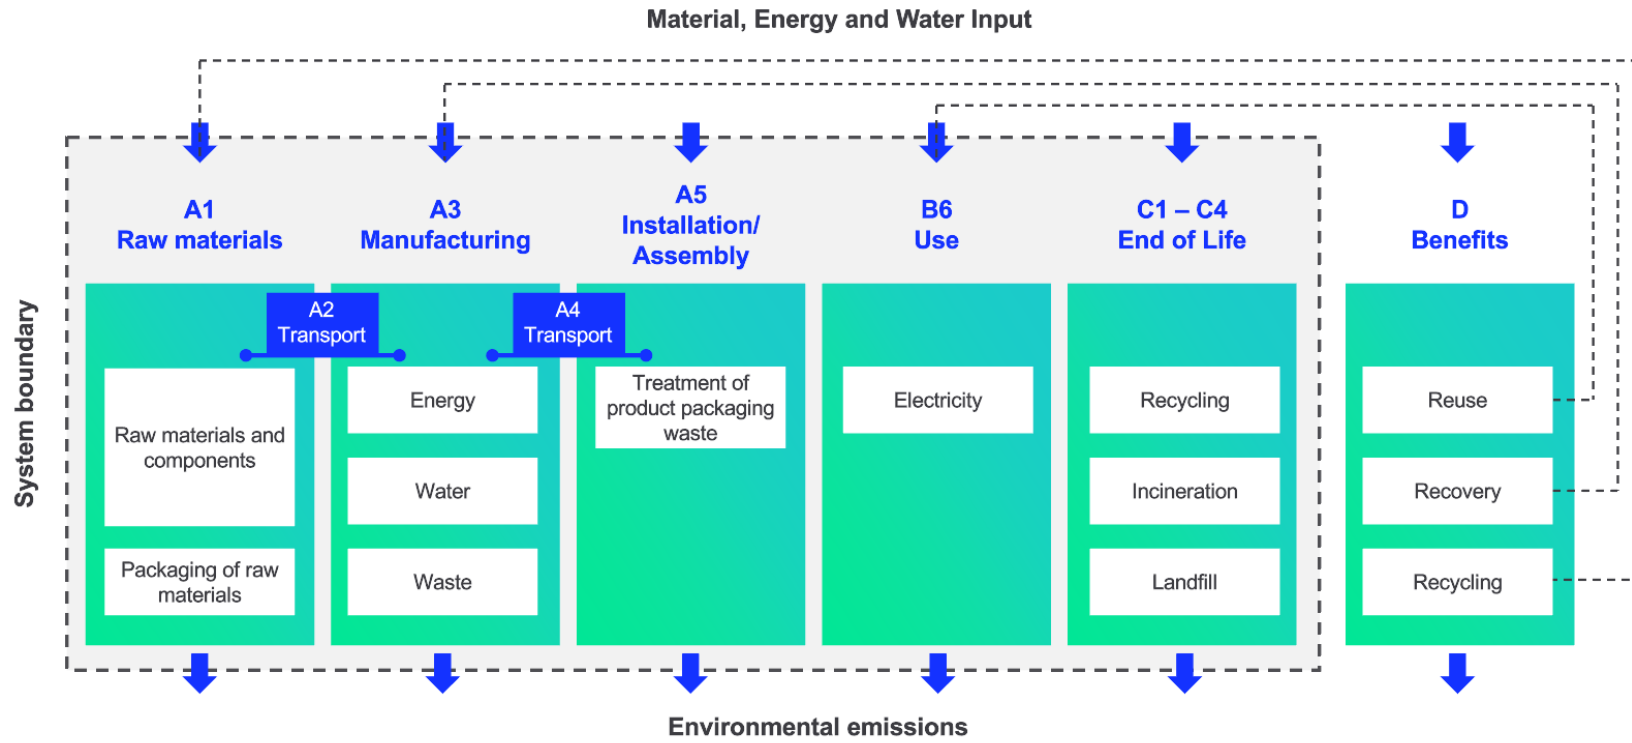 Material, Energy and Water Input
A1
Raw materials
A3
Manufacturing
A5
Installation/
Assembly
B6
Use
C1 – C4
End of Life
D
Benefits
System boundary
A2
Transport
A4
Transport
Raw materials and
components
Packaging of raw
materials
Energy
Water
Waste
Treatment of
product packaging
waste
Electricity
Recycling
Incineration
Landfill
Reuse
Recovery
Recycling
Environmental emissions